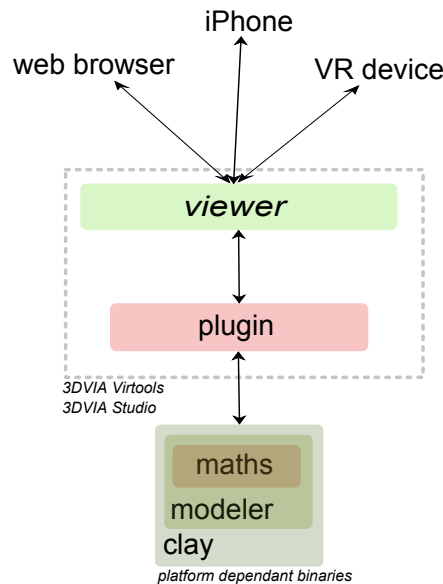 iPhone
web browser
VR device
viewer
plugin
3DVIA Virtools
3DVIA Studio
maths
modeler
clay
platform dependant binaries